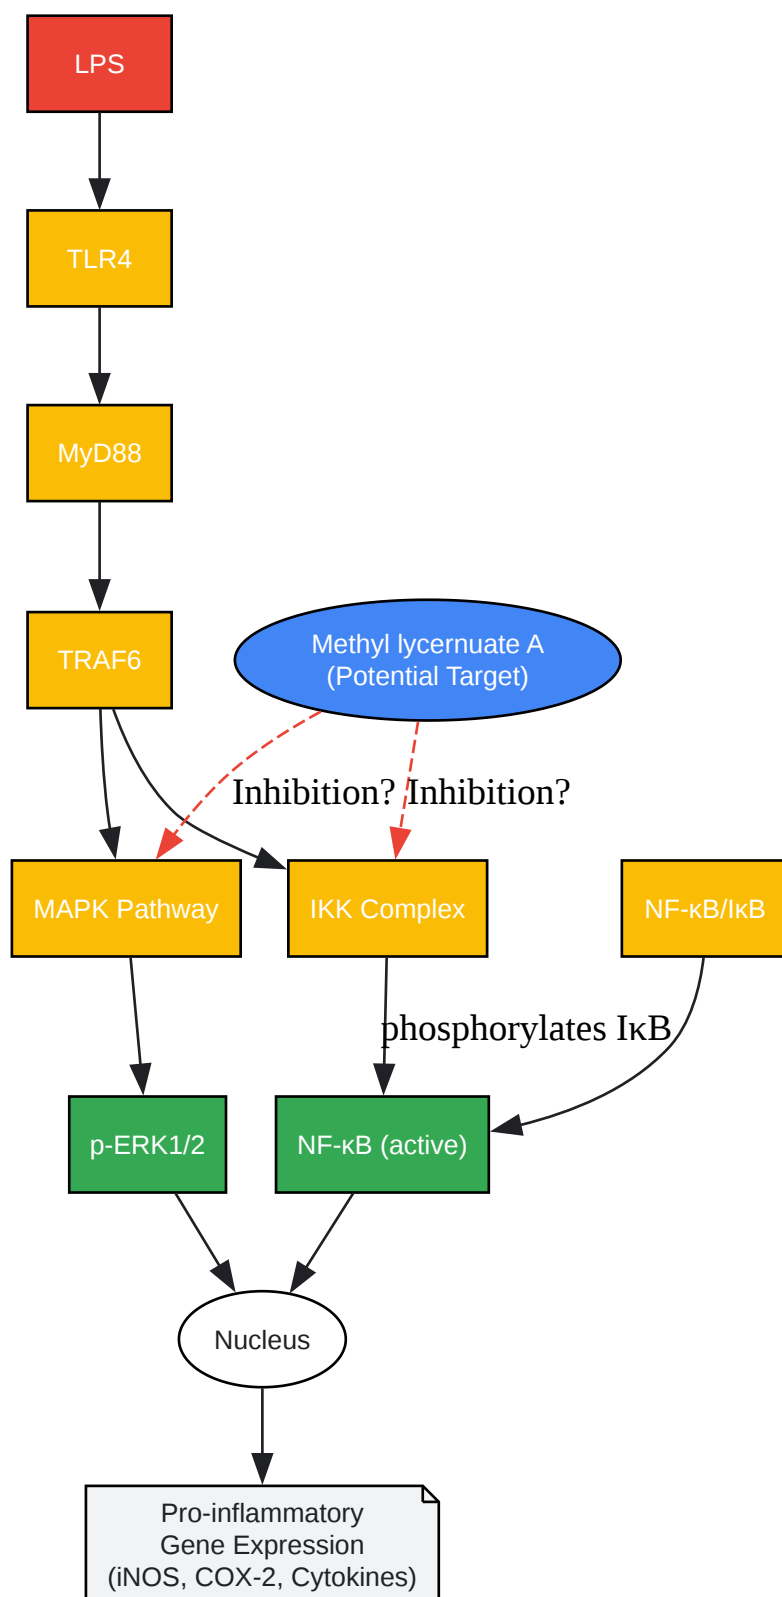 LPS
TLR4
MyD88
TRAF6
Methyl lycernuate A
(Potential Target)
Inhibition?
Inhibition?
MAPK Pathway
IKK Complex
NF-κB/IκB
phosphorylates IκB
p-ERK1/2
NF-κB (active)
Nucleus
Pro-inflammatory
Gene Expression
(iNOS, COX-2, Cytokines)